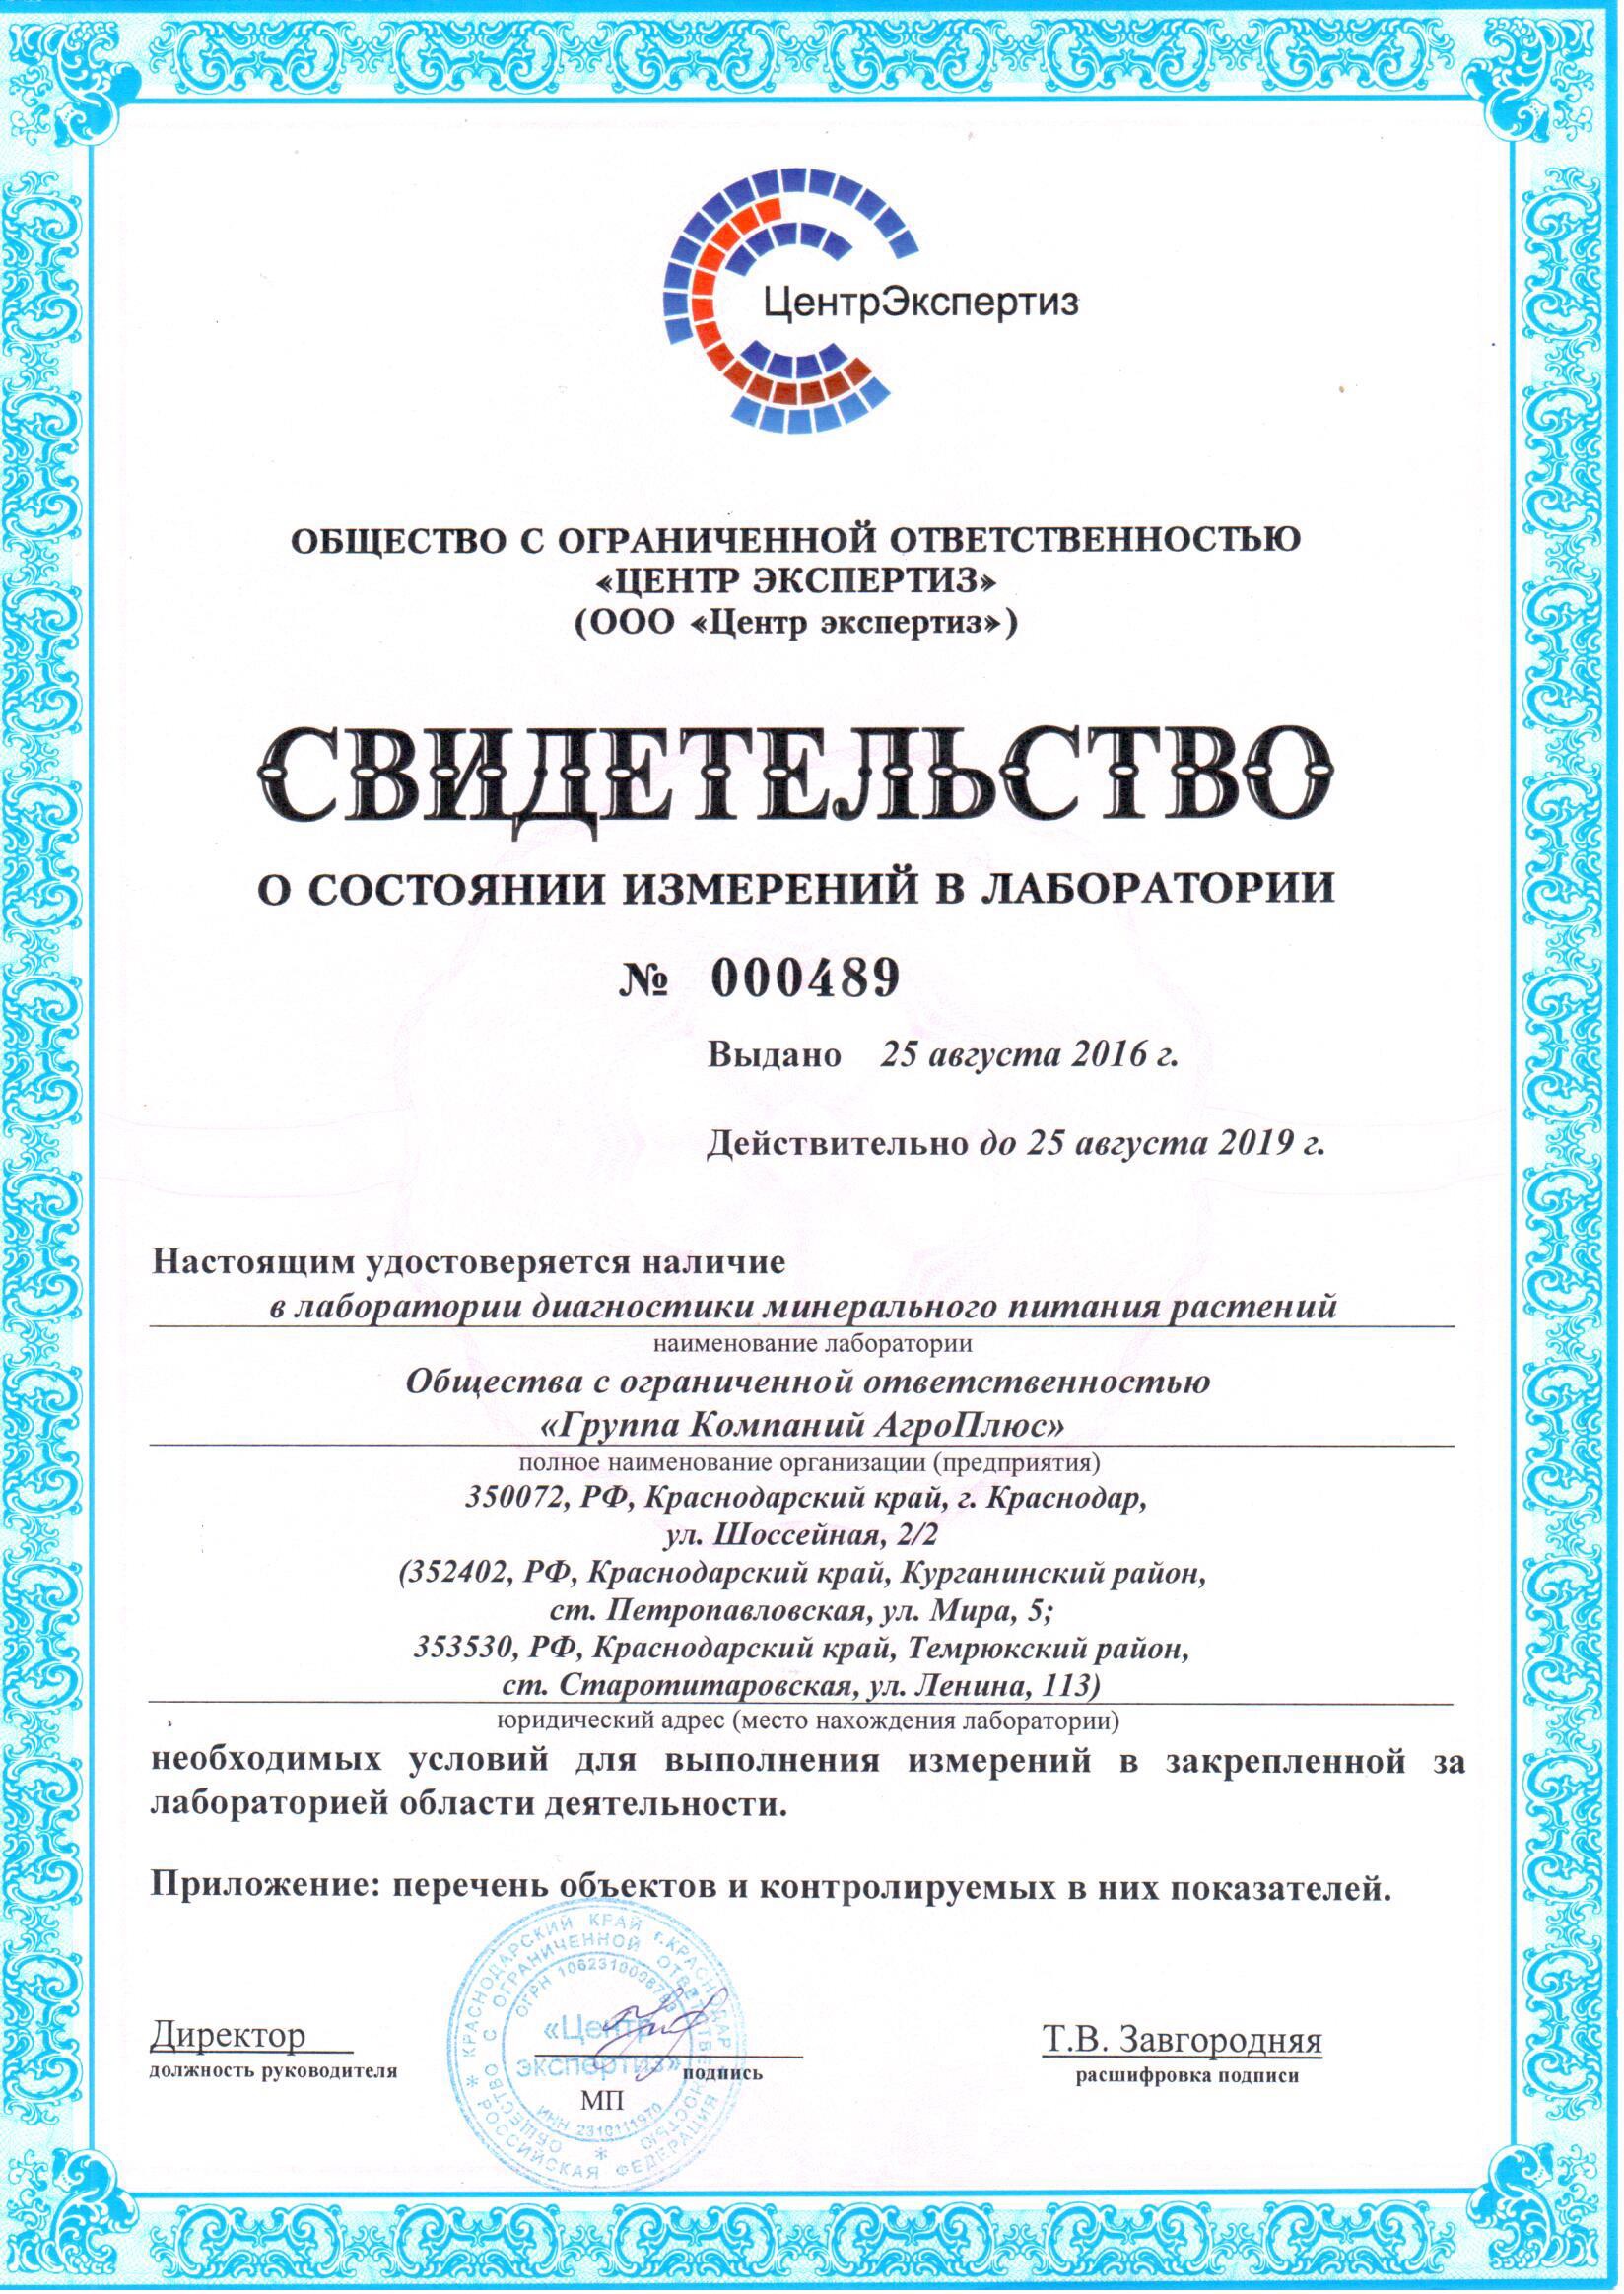 ЦентрЭкспертиз
ОБЩЕСТВО С ОГРАНИЧЕННОЙ ОТВЕТСТВЕННОСТЬЮ
«ЦЕНТР ЭКСПЕРТИЗ»
(ООО «Центр экспертиз»)
СВИДЕТЕЛЬСТВО
О СОСТОЯНИИ ИЗМЕРЕНИЙ В ЛАБОРАТОРИИ
№ 000489
Выдано 25 августа 2016 г.
Действительно до 25 августа 2019 г.
Настоящим удостоверяется наличие
в лаборатории диагностики минерального питания растений
наименование лаборатории
Общества с ограниченной ответственностью
«Группа Компаний АгроПлюс»
полное наименование организации (предприятия)
350072, РФ, Краснодарский край, г. Краснодар,
ул. Шоссейная, 2/2
(352402, РФ, Краснодарский край, Курганинский район,
ст. Петропавловская, ул. Мира, 5;
353530, РФ, Краснодарский край, Темрюкский район,
ст. Старотитаровская, ул. Ленина, 113)
юридический адрес (место нахождения лаборатории)
необходимых условий для выполнения измерений в закрепленной за
лабораторией области деятельности.
Приложение: перечень объектов и контролируемых в них показателей.
Директор
должность руководителя
подпись
МП
Т.В. Завгородняя
расшифровка подписи
РОССИЙСКАЯ ФЕДЕРАЦИЯ * КРАСНОДАРСКИЙ КРАЙ г.КРАСНОДАР
ОБЩЕСТВО С ОГРАНИЧЕННОЙ ОТВЕТСТВЕННОСТЬЮ *
ОГРН
«Центр
экспертиз»
ИНН 2310111970